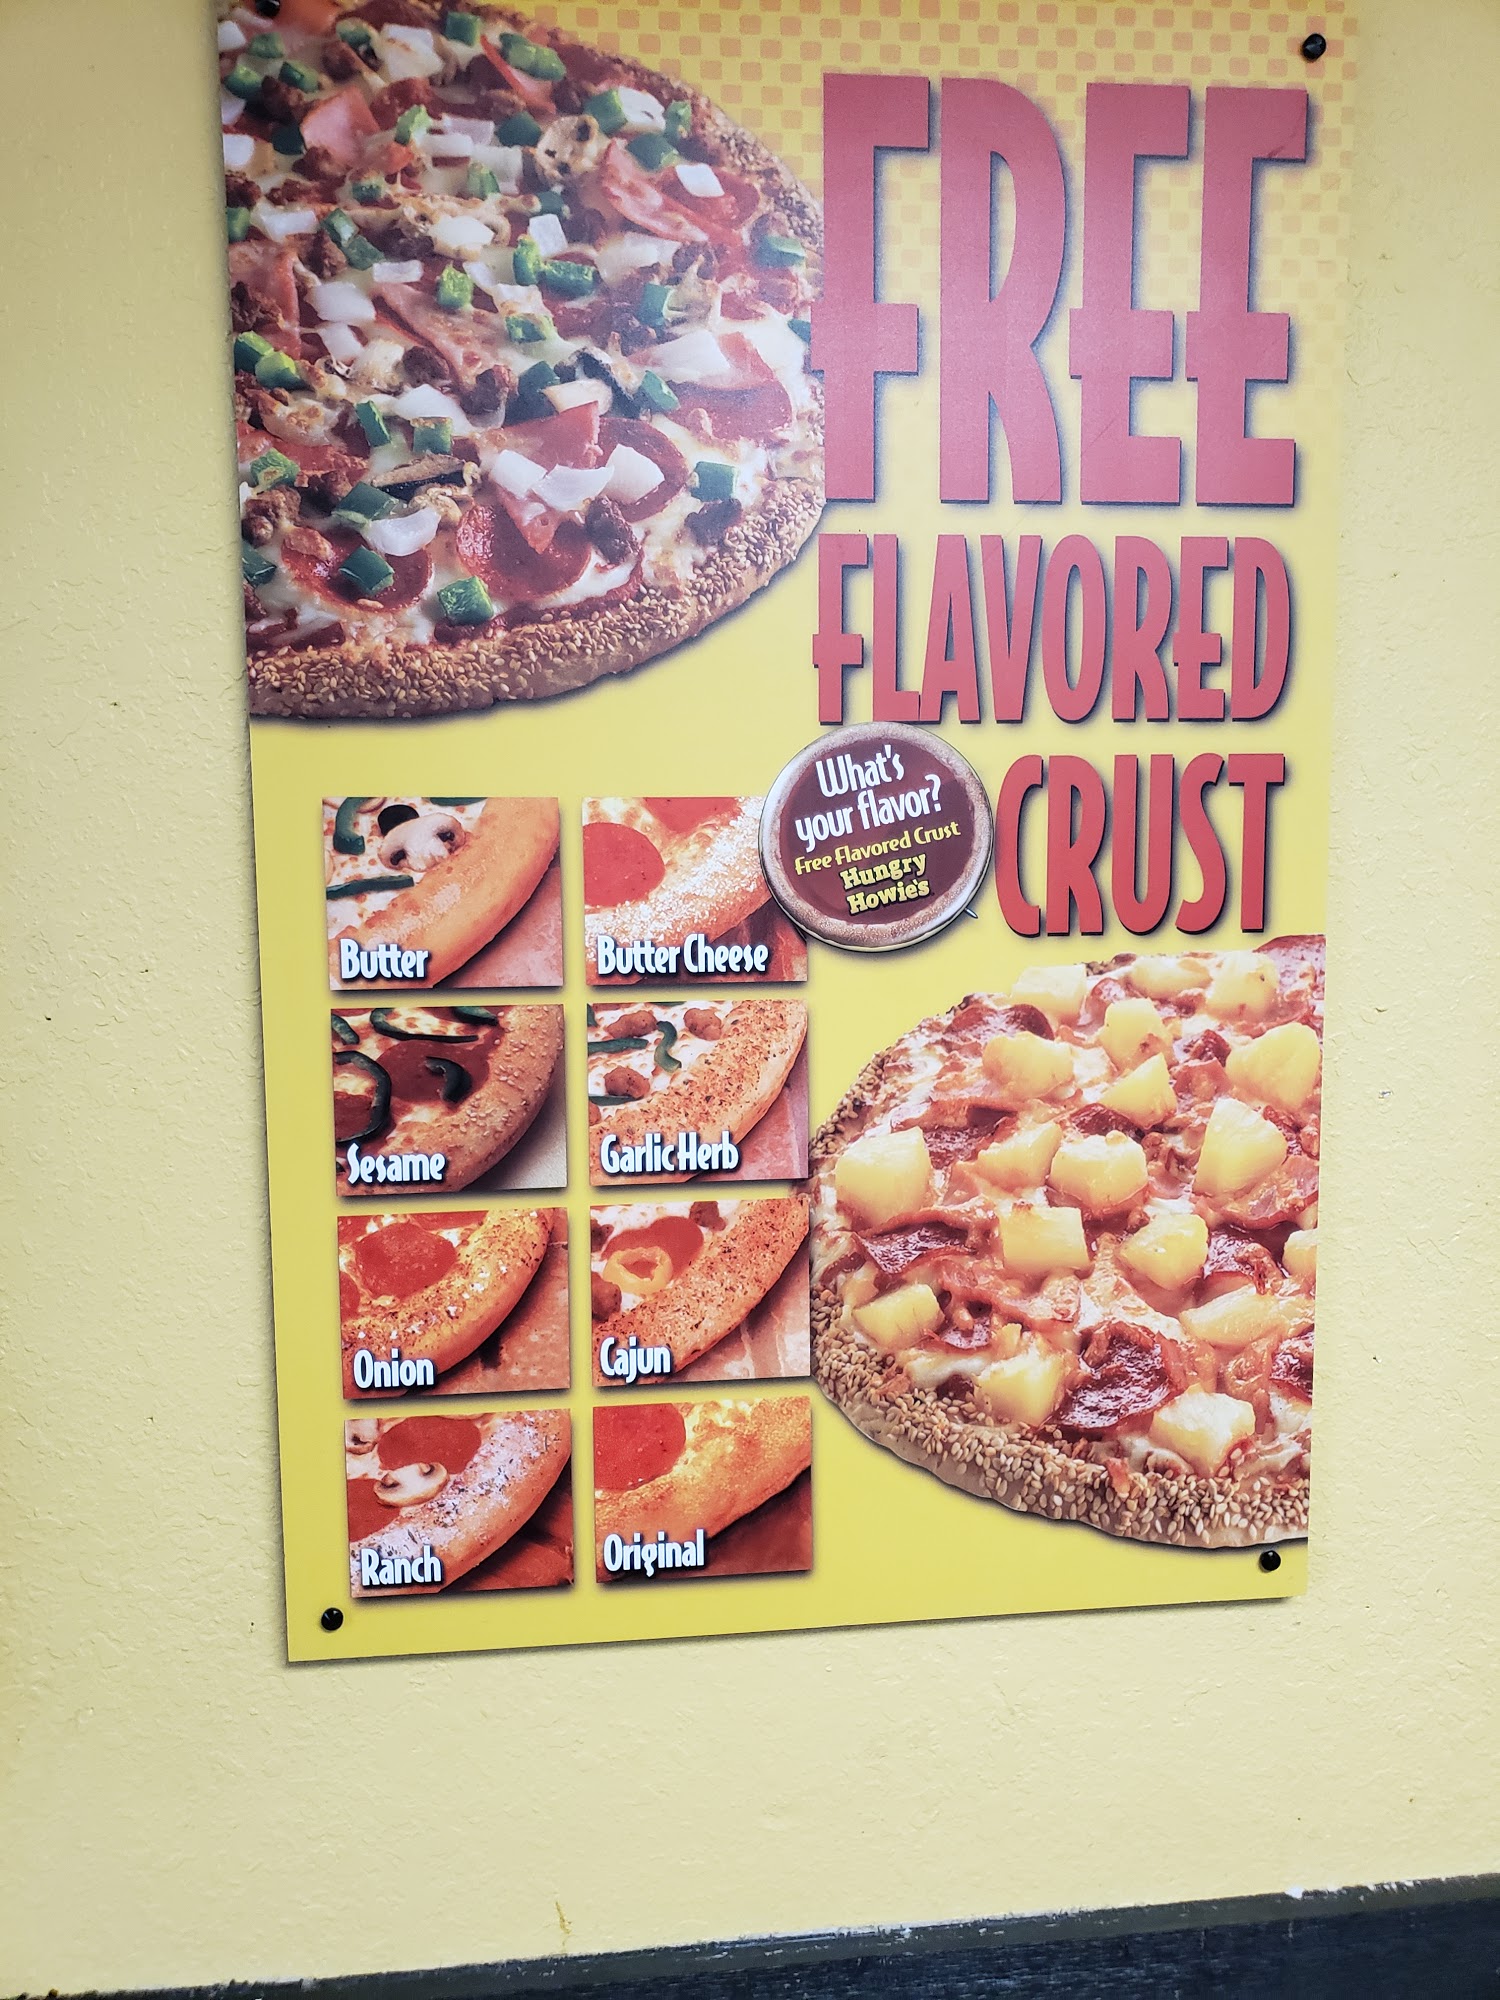 FREE
FLAVORED
CRUST
What's
your flavor?
Free Flavored Crust
Hungry
Howie's
Butter
Butter Cheese
Sesame
Garlic Herb
Onion
Cajun
Ranch
Original